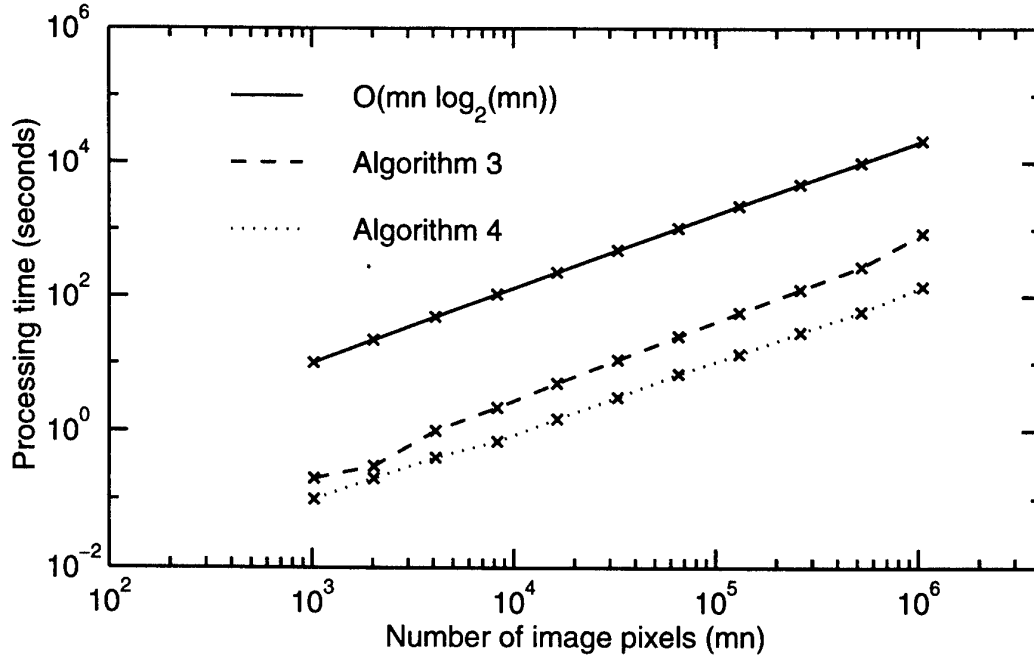 10^6
10^4
10^2
10^0
10^−2
Processing time (seconds)
O(mn log_2(mn))
Algorithm 3
Algorithm 4
10^2
10^3
10^4
10^5
10^6
Number of image pixels (mn)